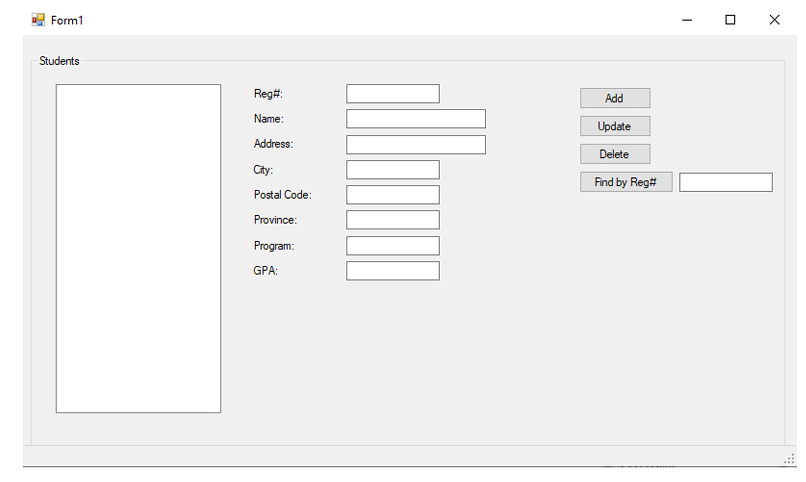 Form1
Students
Reg#:
Name:
Address:
City:
Postal Code:
Province:
Program:
GPA:
Add
Update
Delete
Find by Reg#